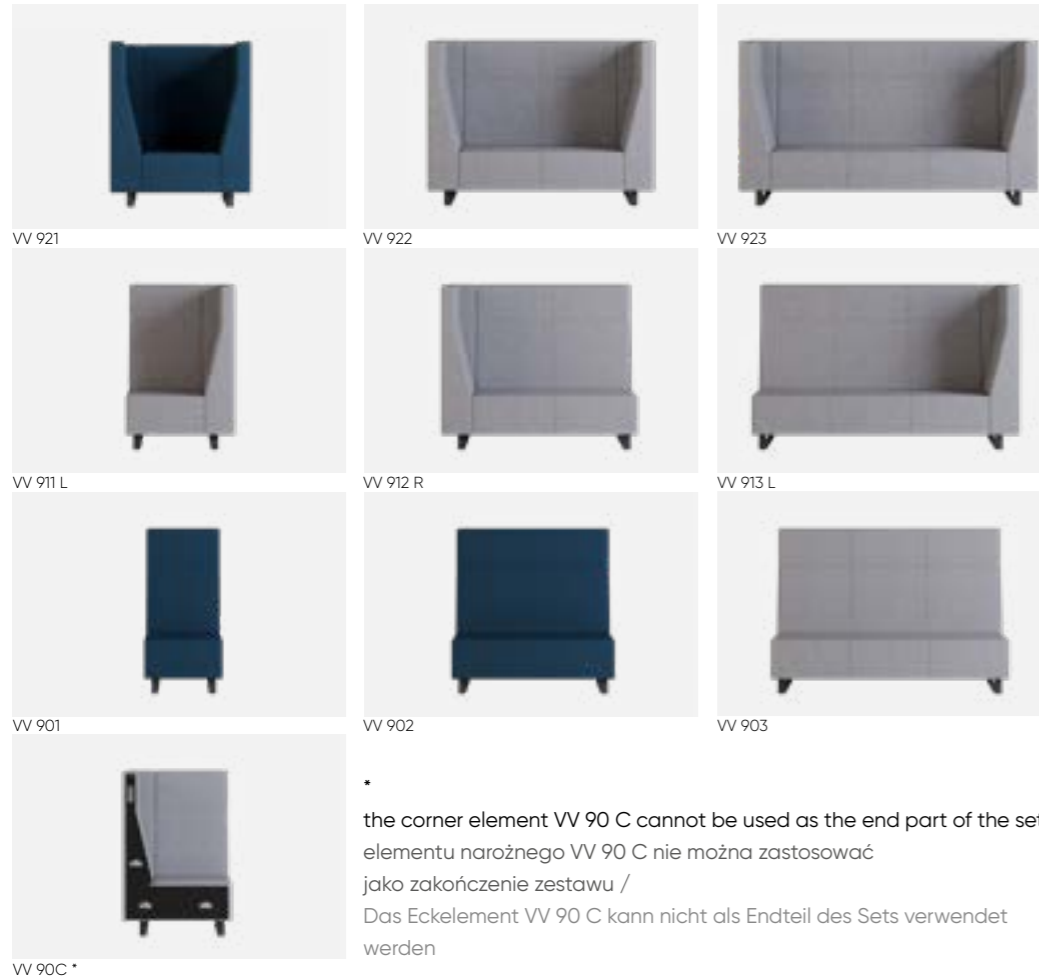 VV 921
VV 922
VV 923
VV 911 L
VV 912 R
VV 913 L
VV 901
VV 902
VV 903
VV 90C *
*
the corner element VV 90 C cannot be used as the end part of the set
elementu narożnego VV 90 C nie można zastosować
jako zakończenie zestawu /
Das Eckelement VV 90 C kann nicht als Endteil des Sets verwendet
werden